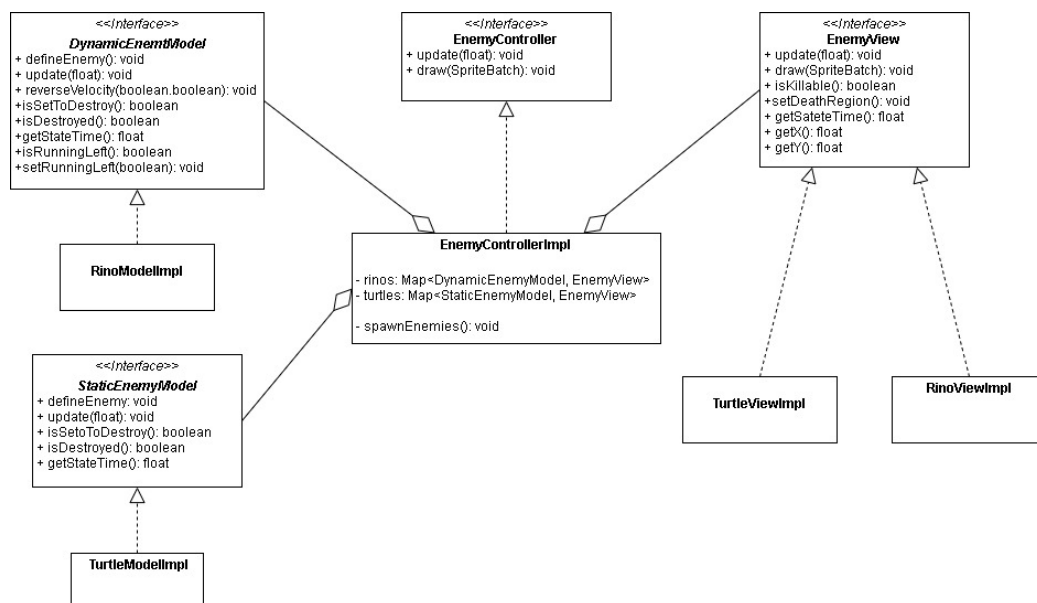 <<Interface>>
DynamicEnemtModel
+ defineEnemy(): void
+ update(float): void
+ reverseVelocity(boolean.boolean): void
+isSetToDestroy(): boolean
+isDestroyed(): boolean
+getStateTime(): float
+isRunningLeft(): boolean
+setRunningLeft(boolean): void
<<Interface>>
EnemyController
+ update(float): void
+ draw(SpriteBatch): void
<<Interface>>
EnemyView
+ update(float): void
+ draw(SpriteBatch): void
+ isKillable(): boolean
+setDeathRegion(): void
+ getSateteTime(): float
+ getX(): float
+ getY(): float
RinoModelImpl
EnemyControllerImpl
- rinos: Map<DynamicEnemyModel, EnemyView>
- turtles: Map<StaticEnemyModel, EnemyView>
- spawnEnemies(): void
<<Interface>>
StaticEnemyModel
+ defineEnemy: void
+ update(float): void
+ isSetoToDestroy(): boolean
+ isDestroyed(): boolean
+ getStateTime(): float
TurtleViewImpl
RinoViewImpl
TurtleModelImpl